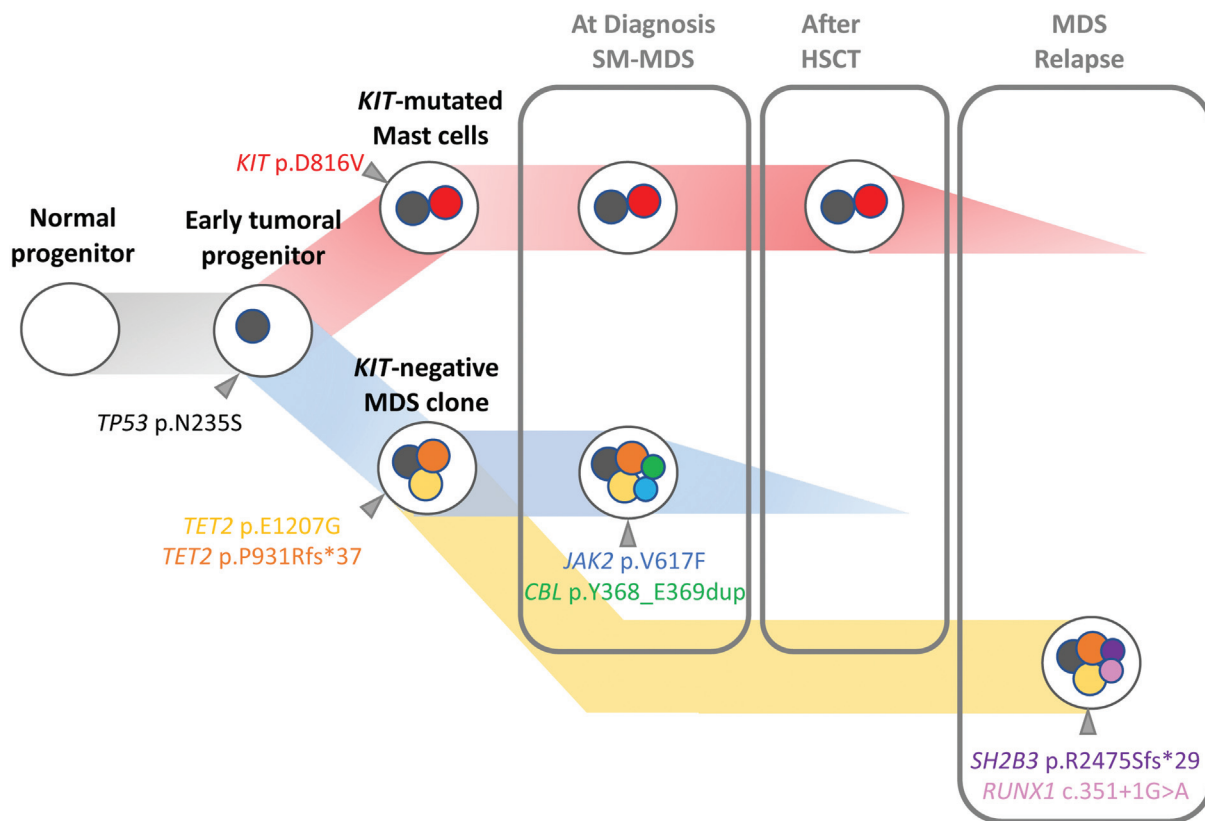 At Diagnosis
SM-MDS
After
HSCT
MDS
Relapse
KIT-mutated
Mast cells
KIT p.D816V
Normal
progenitor
Early tumoral
progenitor
TP53 p.N235S
KIT-negative
MDS clone
TET2 p.E1207G
TET2 p.P931Rfs*37
JAK2 p.V617F
CBL p.Y368_E369dup
SH2B3 p.R2475Sfs*29
RUNX1 c.351+1G>A